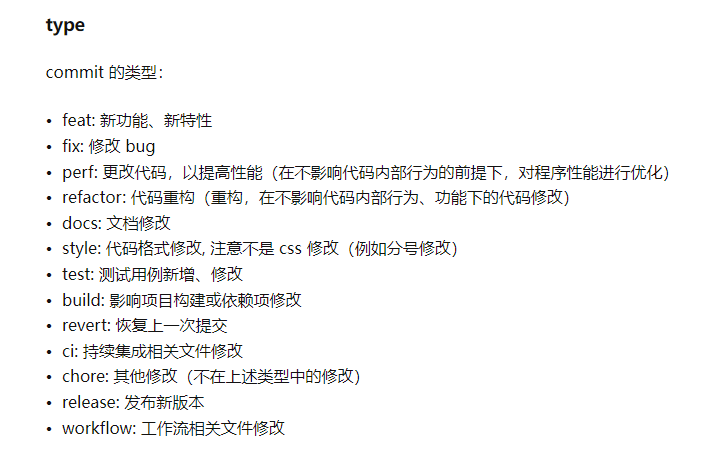 type
commit 的类型：
• feat: 新功能、新特性
• fix: 修改 bug
• perf: 更改代码，以提高性能（在不影响代码内部行为的前提下，对程序性能进行优化）
• refactor: 代码重构（重构，在不影响代码内部行为、功能下的代码修改）
• docs: 文档修改
• style: 代码格式修改, 注意不是 css 修改（例如分号修改）
• test: 测试用例新增、修改
• build: 影响项目构建或依赖项修改
• revert: 恢复上一次提交
• ci: 持续集成相关文件修改
• chore: 其他修改（不在上述类型中的修改）
• release: 发布新版本
• workflow: 工作流相关文件修改